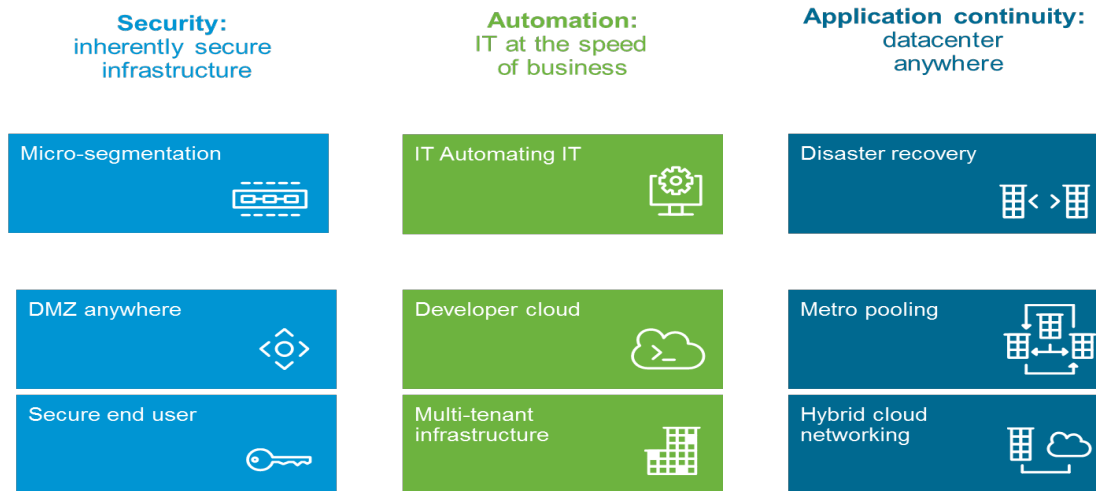 Security:
inherently secure
infrastructure
Automation:
IT at the speed
of business
Application continuity:
datacenter
anywhere
Micro-segmentation
IT Automating IT
Disaster recovery
DMZ anywhere
Developer cloud
Metro pooling
Secure end user
Multi-tenant
infrastructure
Hybrid cloud
networking